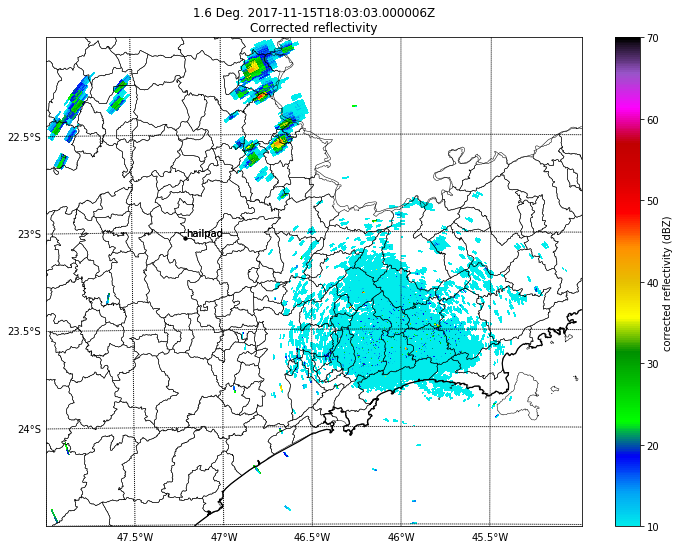 1.6 Deg. 2017-11-15T18:03:03.000006Z
Corrected reflectivity
70
60
50
40
30
20
10
corrected reflectivity (dBZ)
22.5°S
23°S
23.5°S
24°S
hailpad
47.5°W
47°W
46.5°W
46°W
45.5°W